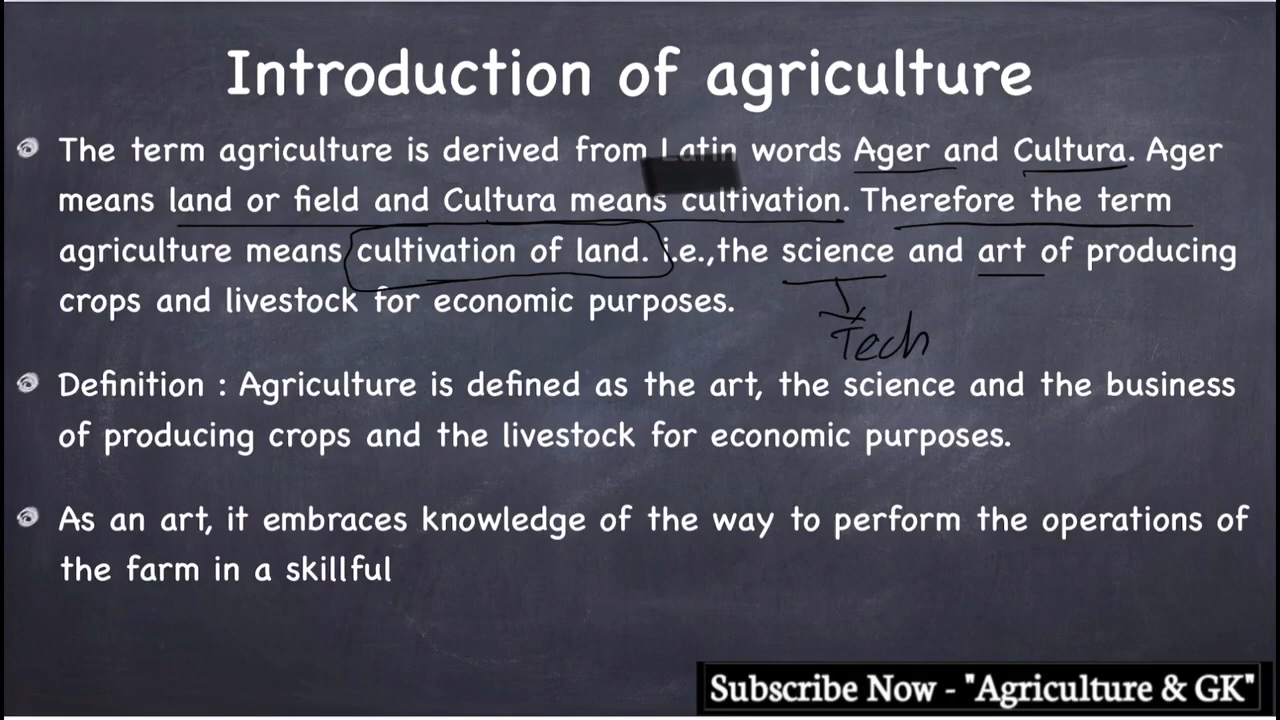 Introduction of agriculture
The term agriculture is derived from Latin words Ager and Cultura. Ager
means land or field and Cultura means cultivation. Therefore the term
agriculture means cultivation of land. i.e.,the science and art of producing
crops and livestock for economic purposes.
Tech
Definition : Agriculture is defined as the art, the science and the business
of producing crops and the livestock for economic purposes.
As an art, it embraces knowledge of the way to perform the operations of
the farm in a skillful
Subscribe Now - "Agriculture & GK"